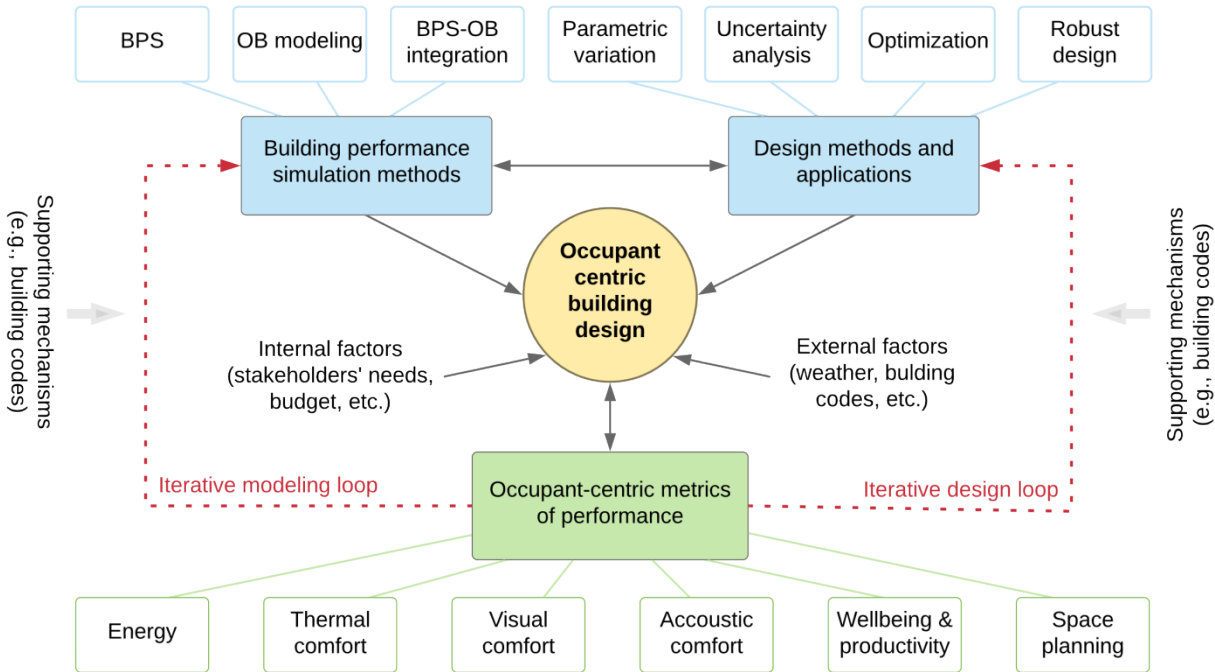 BPS
OB modeling
BPS-OB
integration
Parametric
variation
Uncertainty
analysis
Optimization
Robust
design
Building performance
simulation methods
Design methods and
applications
Supporting mechanisms
(e.g., building codes)
Occupant
centric
building
design
Supporting mechanisms
(e.g., building codes)
Internal factors
(stakeholders' needs,
budget, etc.)
External factors
(weather, bulding
codes, etc.)
Iterative modeling loop
Occupant-centric metrics
of performance
Iterative design loop
Energy
Thermal
comfort
Visual
comfort
Accoustic
comfort
Wellbeing &
productivity
Space
planning